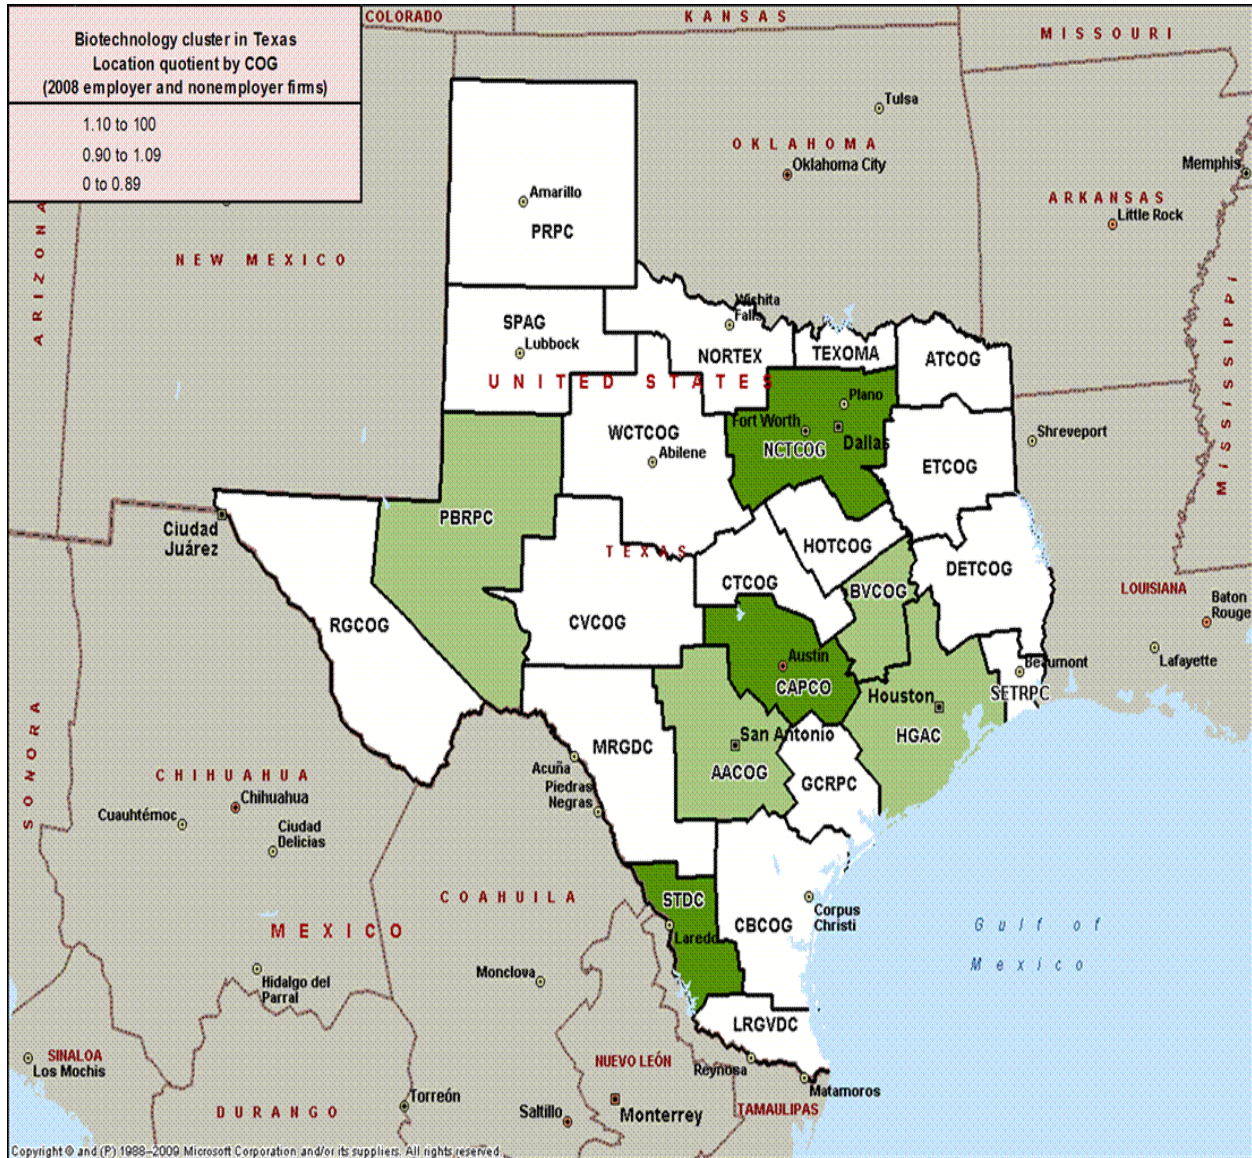 Biotechnology cluster in Texas
Location quotient by COG
(2008 employer and nonemployer firms)
1.10 to 100
0.90 to 1.09
0 to 0.89
COLORADO
KANSAS
MISSOURI
Tulsa
OKLAHOMA
Oklahoma City
Memphis
ARKANSAS
Little Rock
ARIZONA
NEW MEXICO
MISSISSIPPI
Amarillo
PRPC
Wichita
Falls
SPAG
Lubbock
NORTEX
TEXOMA
ATCOG
UNITED STATES
Plano
Fort Worth
Dallas
NCTCOG
WCTCOG
Abilene
Shreveport
ETCOG
PBRPC
Ciudad
Juárez
TEXAS
HOTCOG
CTCOG
BVCOG
DETCOG
LOUISIANA
Baton
Rouge
Lafayette
RGCOG
CVCOG
Austin
CAPCO
Beaumont
SETRPC
Houston
HGAC
MRGDC
San Antonio
AACOG
GCRPC
SONORA
CHIHUAHUA
Chihuahua
Cuauhtémoc
Ciudad
Delicias
Acuña
Piedras
Negras
COAHUILA
STDC
Laredo
CBCOG
Corpus
Christi
Gulf of
Mexico
MEXICO
Hidalgo del
Parral
Monclova
LRGVDC
SINALOA
Los Mochis
NUEVO LEÓN
Reynosa
Matamoros
DURANGO
Torreón
Saltillo
Monterrey
TAMAULIPAS
Copyright © and (P) 1988–2009 Microsoft Corporation and/or its suppliers. All rights reserved.